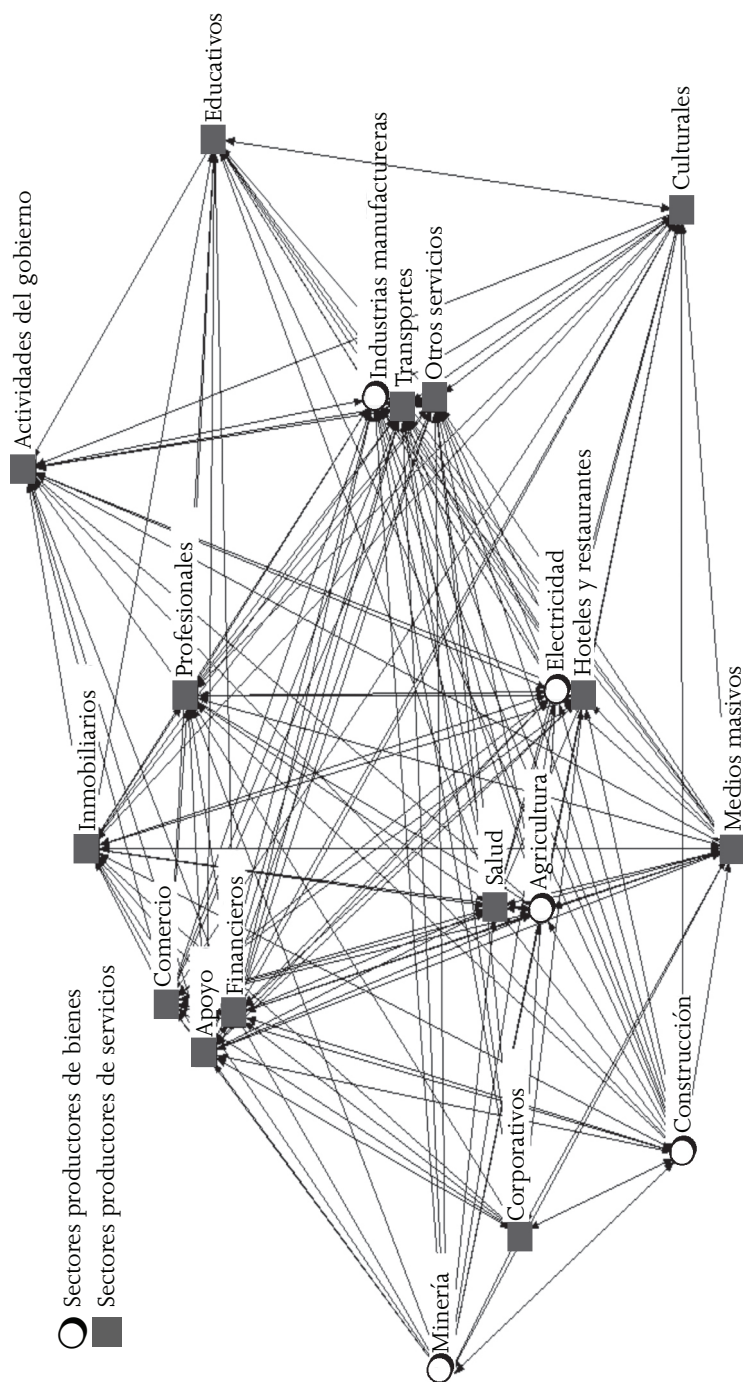 Sectores productores de bienes
Sectores productores de servicios
Actividades del gobierno
Educativos
Inmobiliarios
Comercio
Profesionales
Apoyo
Financieros
Industrias manufactureras
Transportes
Otros servicios
Minería
Corporativos
Salud
Agricultura
Electricidad
Hoteles y restaurantes
Construcción
Medios masivos
Culturales